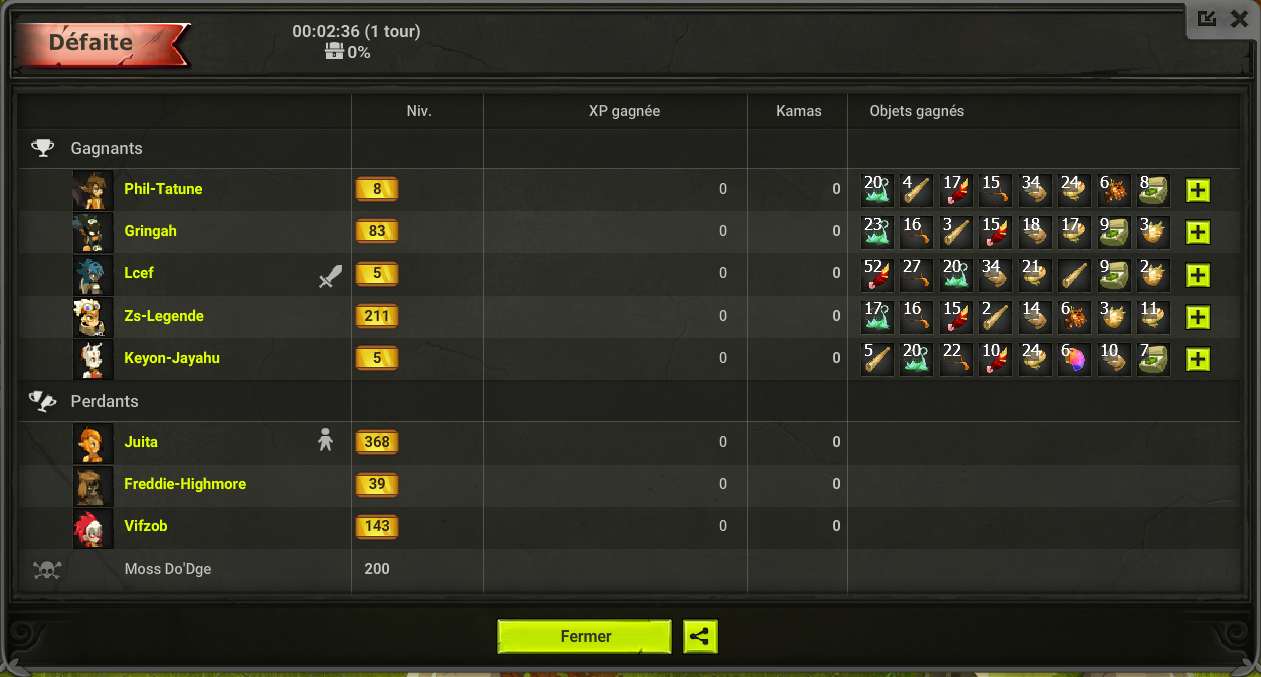 Défaite
00:02:36 (1 tour)
0%
Niv. XP gagnée Kamas Objets gagnés
Gagnants
Phil-Tatune 8 0 0 20 4 17 15 34 24 6 8
Gringah 83 0 0 23 16 3 15 18 17 9 3
Lcef 5 0 0 52 27 20 34 21 9 2
Zs-Legende 211 0 0 17 16 15 2 14 6 3 11
Keyon-Jayahu 5 0 0 5 20 22 10 24 6 10 7
Perdants
Juita 368 0 0
Freddie-Highmore 39 0 0
Vifzob 143 0 0
Moss Do'Dge 200
Fermer